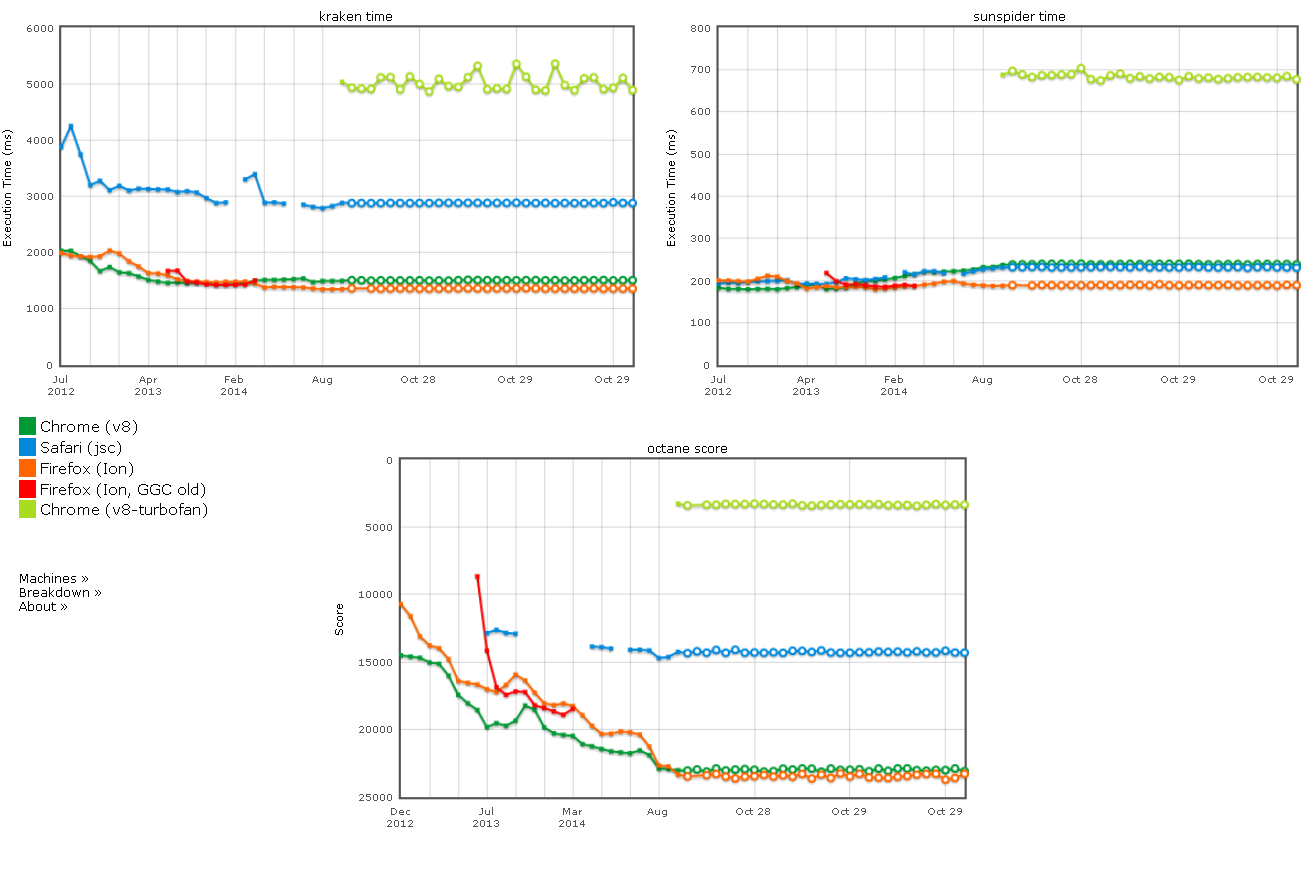 kraken time
6000
5000
4000
3000
2000
1000
0
Execution Time (ms)
Jul Apr Feb Aug Oct 28 Oct 29 Oct 29
2012 2013 2014
sunspider time
800
700
600
500
400
300
200
100
0
Execution Time (ms)
Jul Apr Feb Aug Oct 28 Oct 29 Oct 29
2012 2013 2014
Chrome (v8)
Safari (jsc)
Firefox (Ion)
Firefox (Ion, GGC old)
Chrome (v8-turbofan)
Machines »
Breakdown »
About »
octane score
0
5000
10000
15000
20000
25000
Score
Dec Jul Mar Aug Oct 28 Oct 29 Oct 29
2012 2013 2014